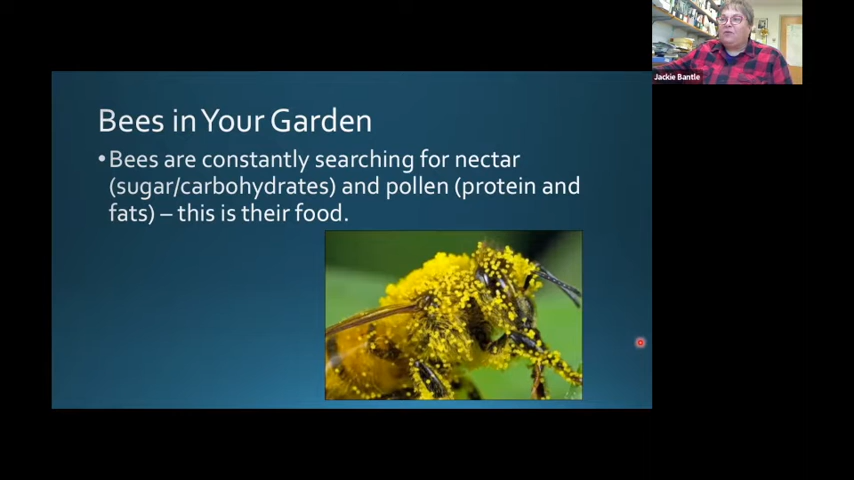 Jackie Bantle
Bees in Your Garden
•Bees are constantly searching for nectar
(sugar/carbohydrates) and pollen (protein and
fats) – this is their food.